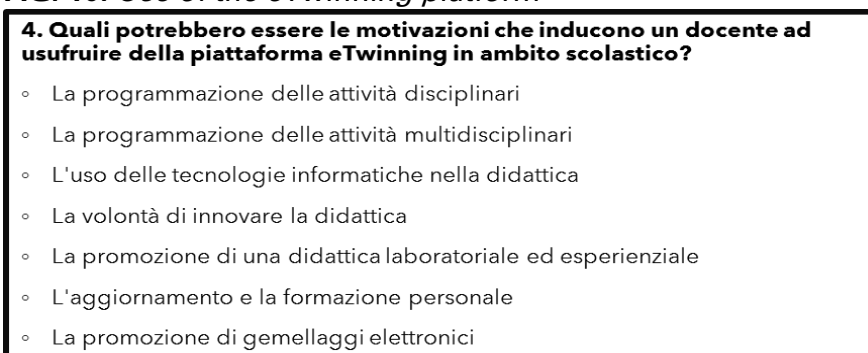 4. Quali potrebbero essere le motivazioni che inducono un docente ad
usufruire della piattaforma eTwinning in ambito scolastico?
◦ La programmazione delle attività disciplinari
◦ La programmazione delle attività multidisciplinari
◦ L'uso delle tecnologie informatiche nella didattica
◦ La volontà di innovare la didattica
◦ La promozione di una didattica laboratoriale ed esperienziale
◦ L'aggiornamento e la formazione personale
◦ La promozione di gemellaggi elettronici